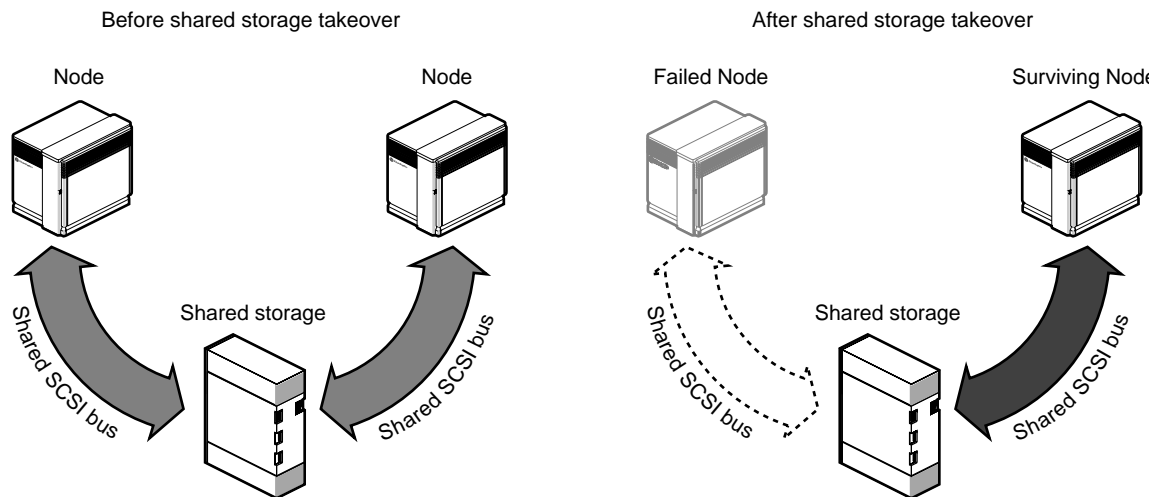 Before shared storage takeover
Node
Node
Shared storage
Shared SCSI bus
Shared SCSI bus
After shared storage takeover
Failed Node
Surviving Node
Shared storage
Shared SCSI bus
Shared SCSI bus